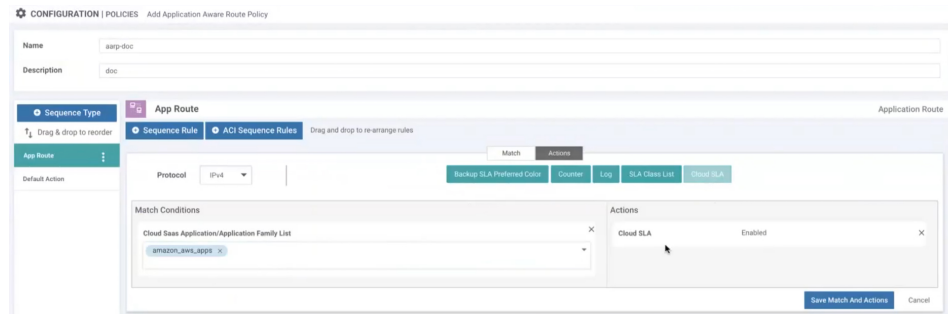 CONFIGURATION | POLICIES Add Application Aware Route Policy
Name aarp-doc
Description doc
Sequence Type
Drag & drop to reorder
App Route
Default Action
App Route Application Route
Sequence Rule ACI Sequence Rules Drag and drop to re-arrange rules
Match Actions
Protocol IPv4 Backup SLA Preferred Color Counter Log SLA Class List Cloud SLA
Match Conditions
Cloud Saas Application/Application Family List ×
amazon_aws_apps ×
Actions
Cloud SLA Enabled ×
Save Match And Actions Cancel